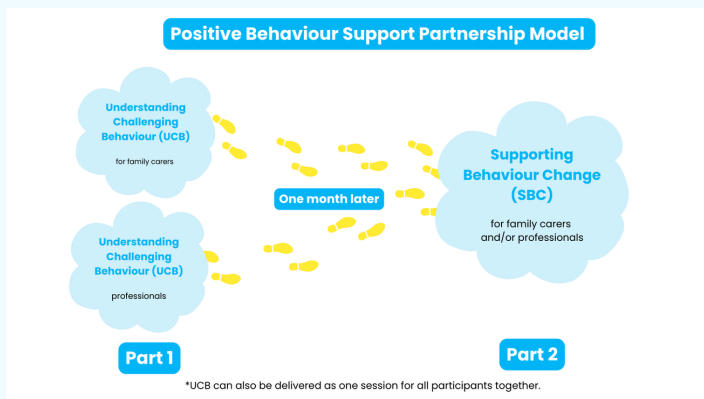 Positive Behaviour Support Partnership Model
Understanding
Challenging
Behaviour (UCB)
for family carers
One month later
Supporting
Behaviour Change
(SBC)
for family carers
and/or professionals
Understanding
Challenging
Behaviour (UCB)
professionals
Part 1
Part 2
*UCB can also be delivered as one session for all participants together.